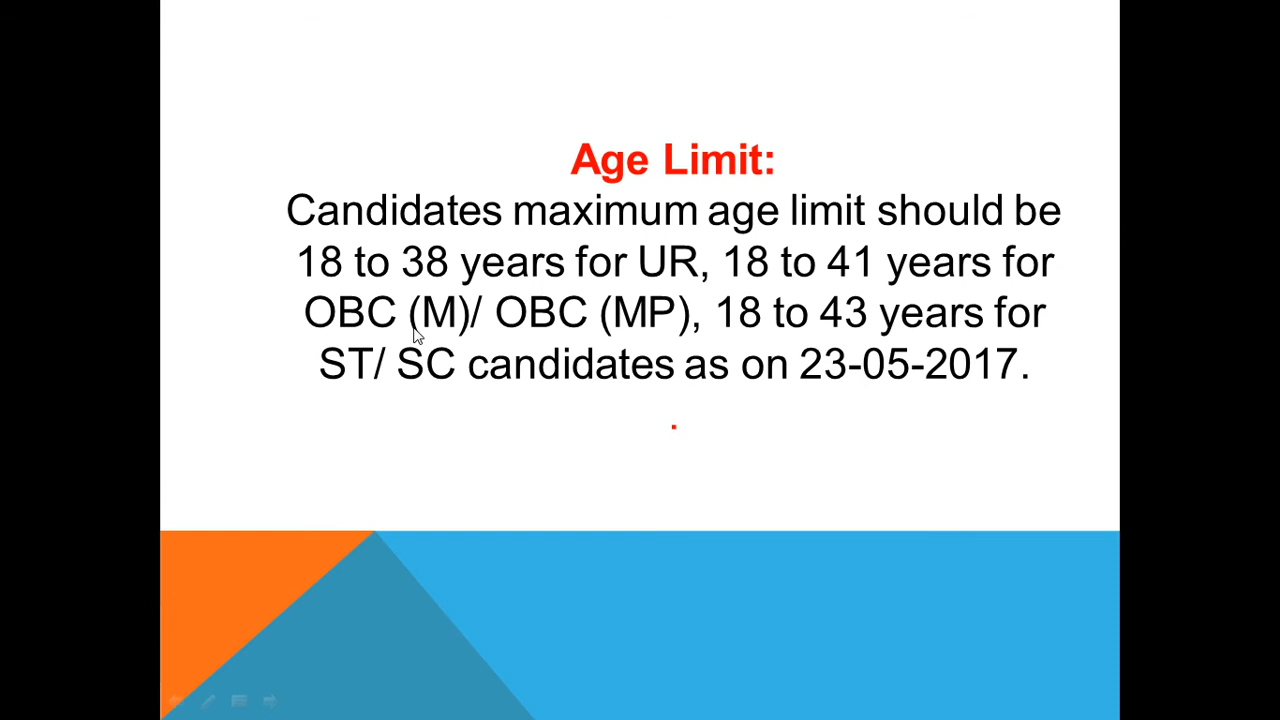 Age Limit:
Candidates maximum age limit should be
18 to 38 years for UR, 18 to 41 years for
OBC (M)/ OBC (MP), 18 to 43 years for
ST/ SC candidates as on 23-05-2017.
.